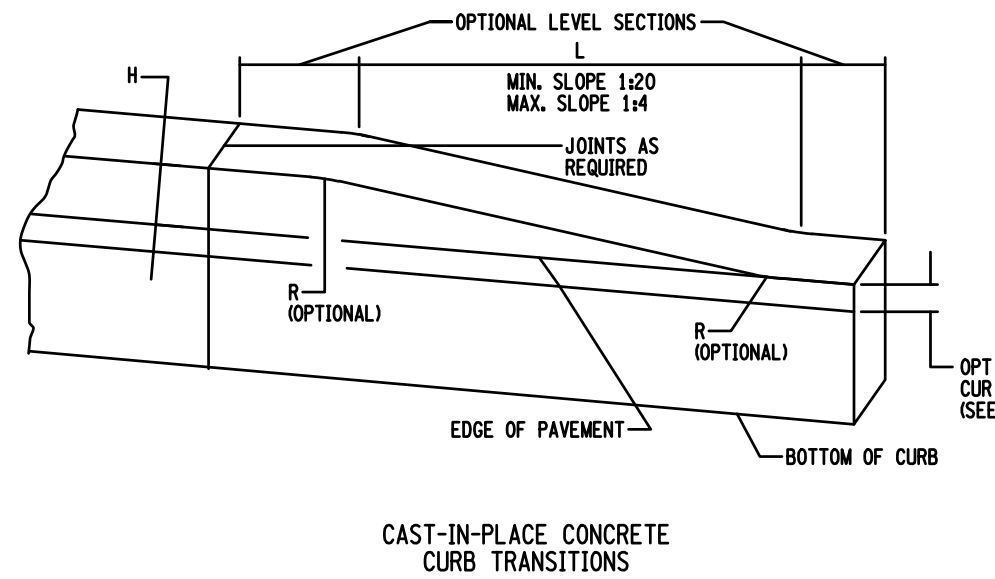 OPTIONAL LEVEL SECTIONS
L
H
MIN. SLOPE 1:20
MAX. SLOPE 1:4
JOINTS AS
REQUIRED
R
(OPTIONAL)
R
(OPTIONAL)
OPT
CUR
(SEE
EDGE OF PAVEMENT
BOTTOM OF CURB
CAST-IN-PLACE CONCRETE
CURB TRANSITIONS